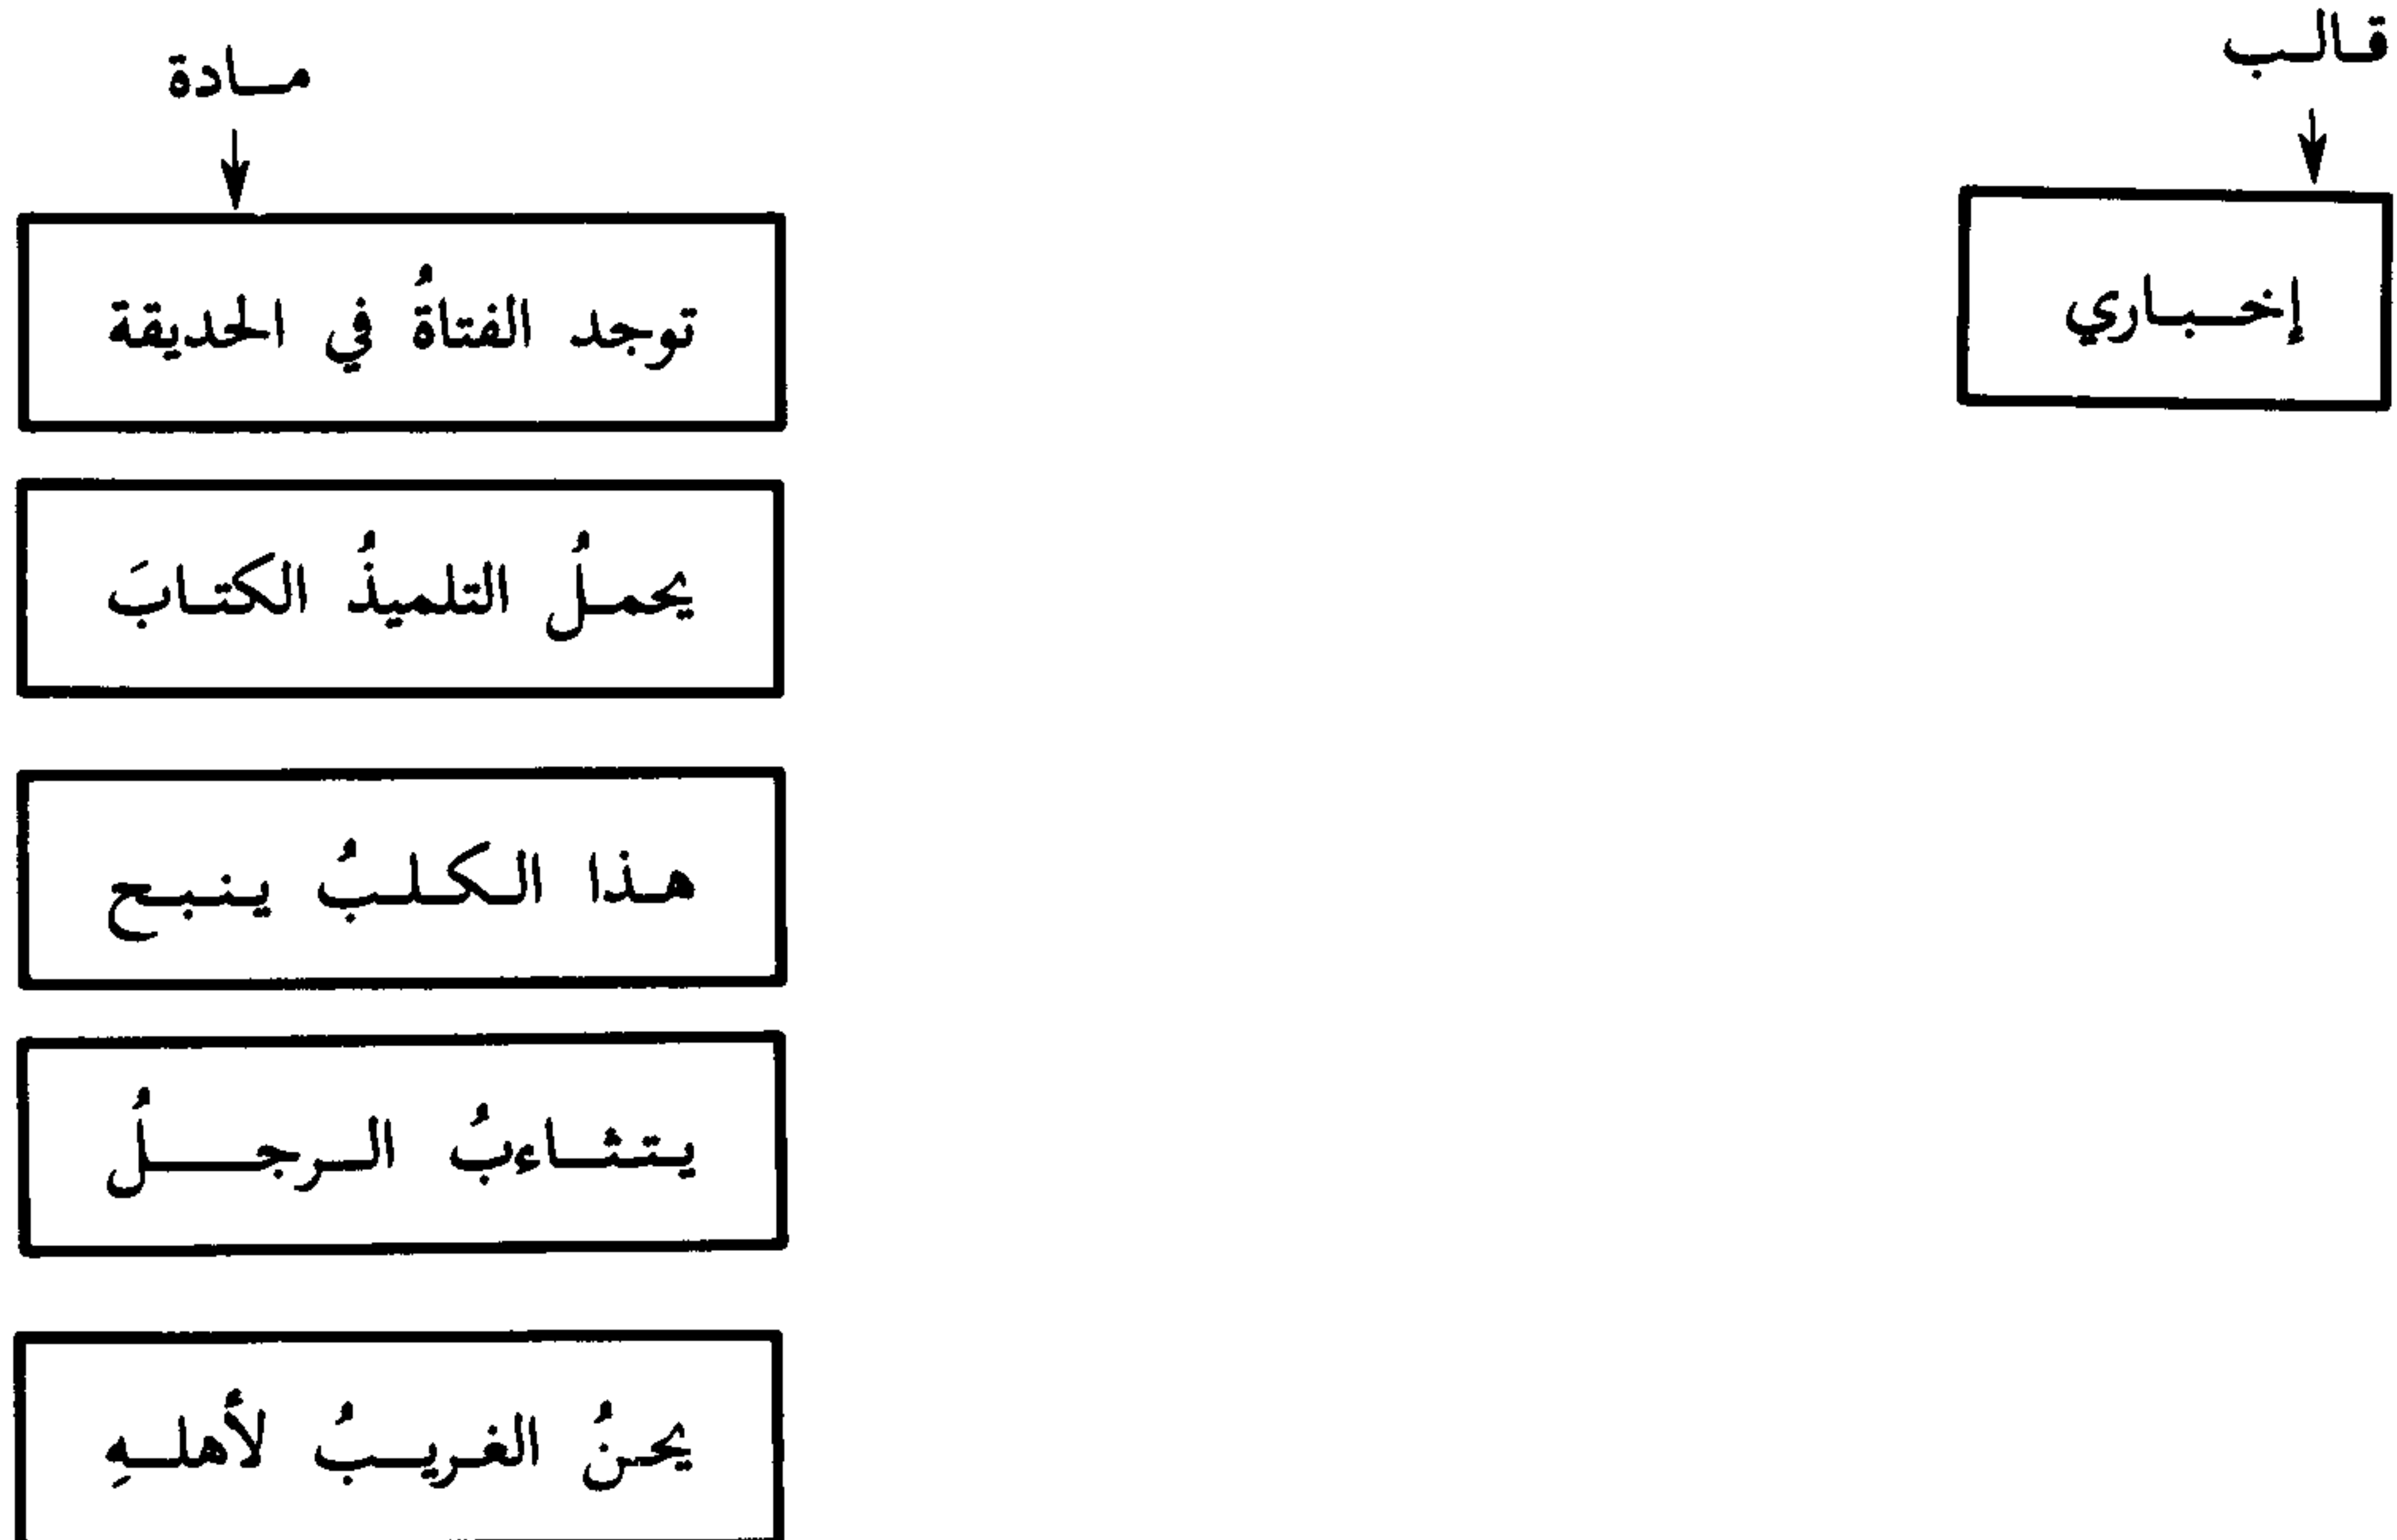 قالب
مادة
إخباري
توجد الفتاةُ في الحديقة
يحملُ التلميذُ الكتابَ
هذا الكلبُ ينبح
يتثاءبُ الرجلُ
يحنُ الغريبُ لأهلهِ